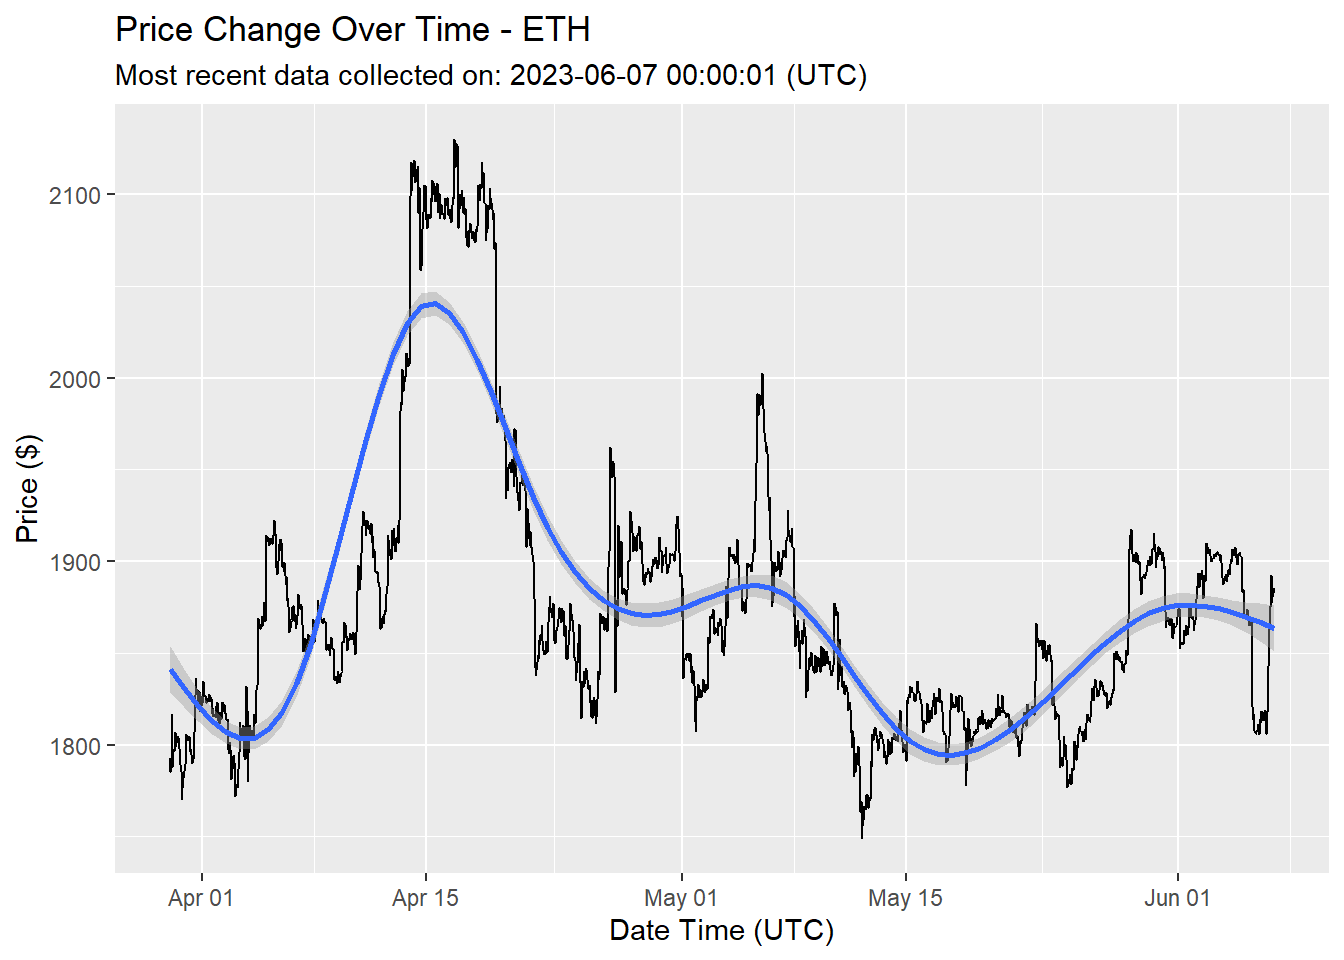 Price Change Over Time - ETH
Most recent data collected on: 2023-06-07 00:00:01 (UTC)
2100
2000
1900
1800
Price ($)
Apr 01
Apr 15
May 01
May 15
Jun 01
Date Time (UTC)